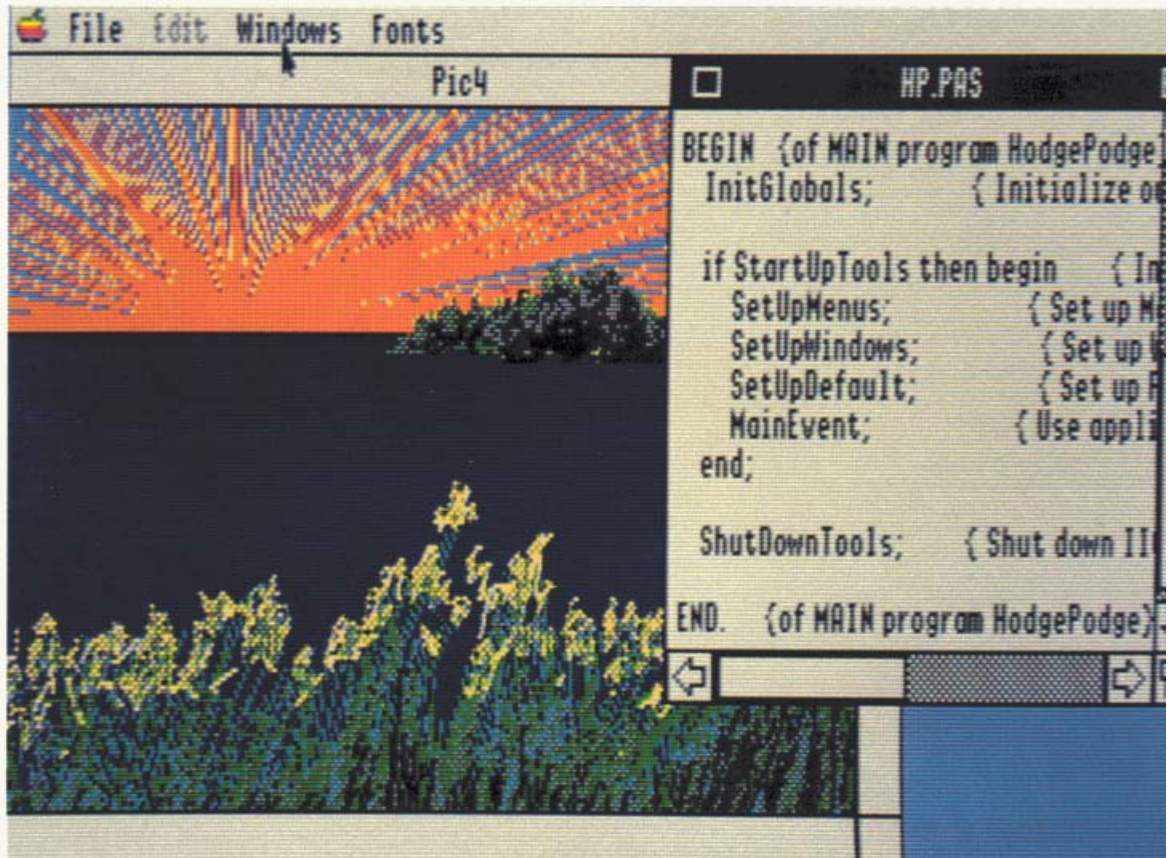 File Edit Windows Fonts
Pic4
HP.PAS
BEGIN {of MAIN program HodgePodge}
InitGlobals; { Initialize
if StartUpTools then begin {
SetUpMenus; { Set up
SetUpWindows; { Set up
SetUpDefault; { Set up
MainEvent; { Use
end;
ShutDownTools; { Shut down
END. {of MAIN program HodgePodge}